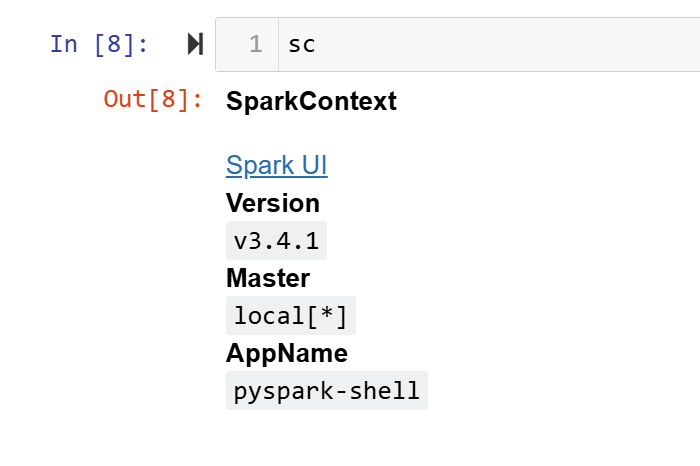 In [8]: 1 sc
Out[8]: SparkContext
Spark UI
Version
v3.4.1
Master
local[*]
AppName
pyspark-shell